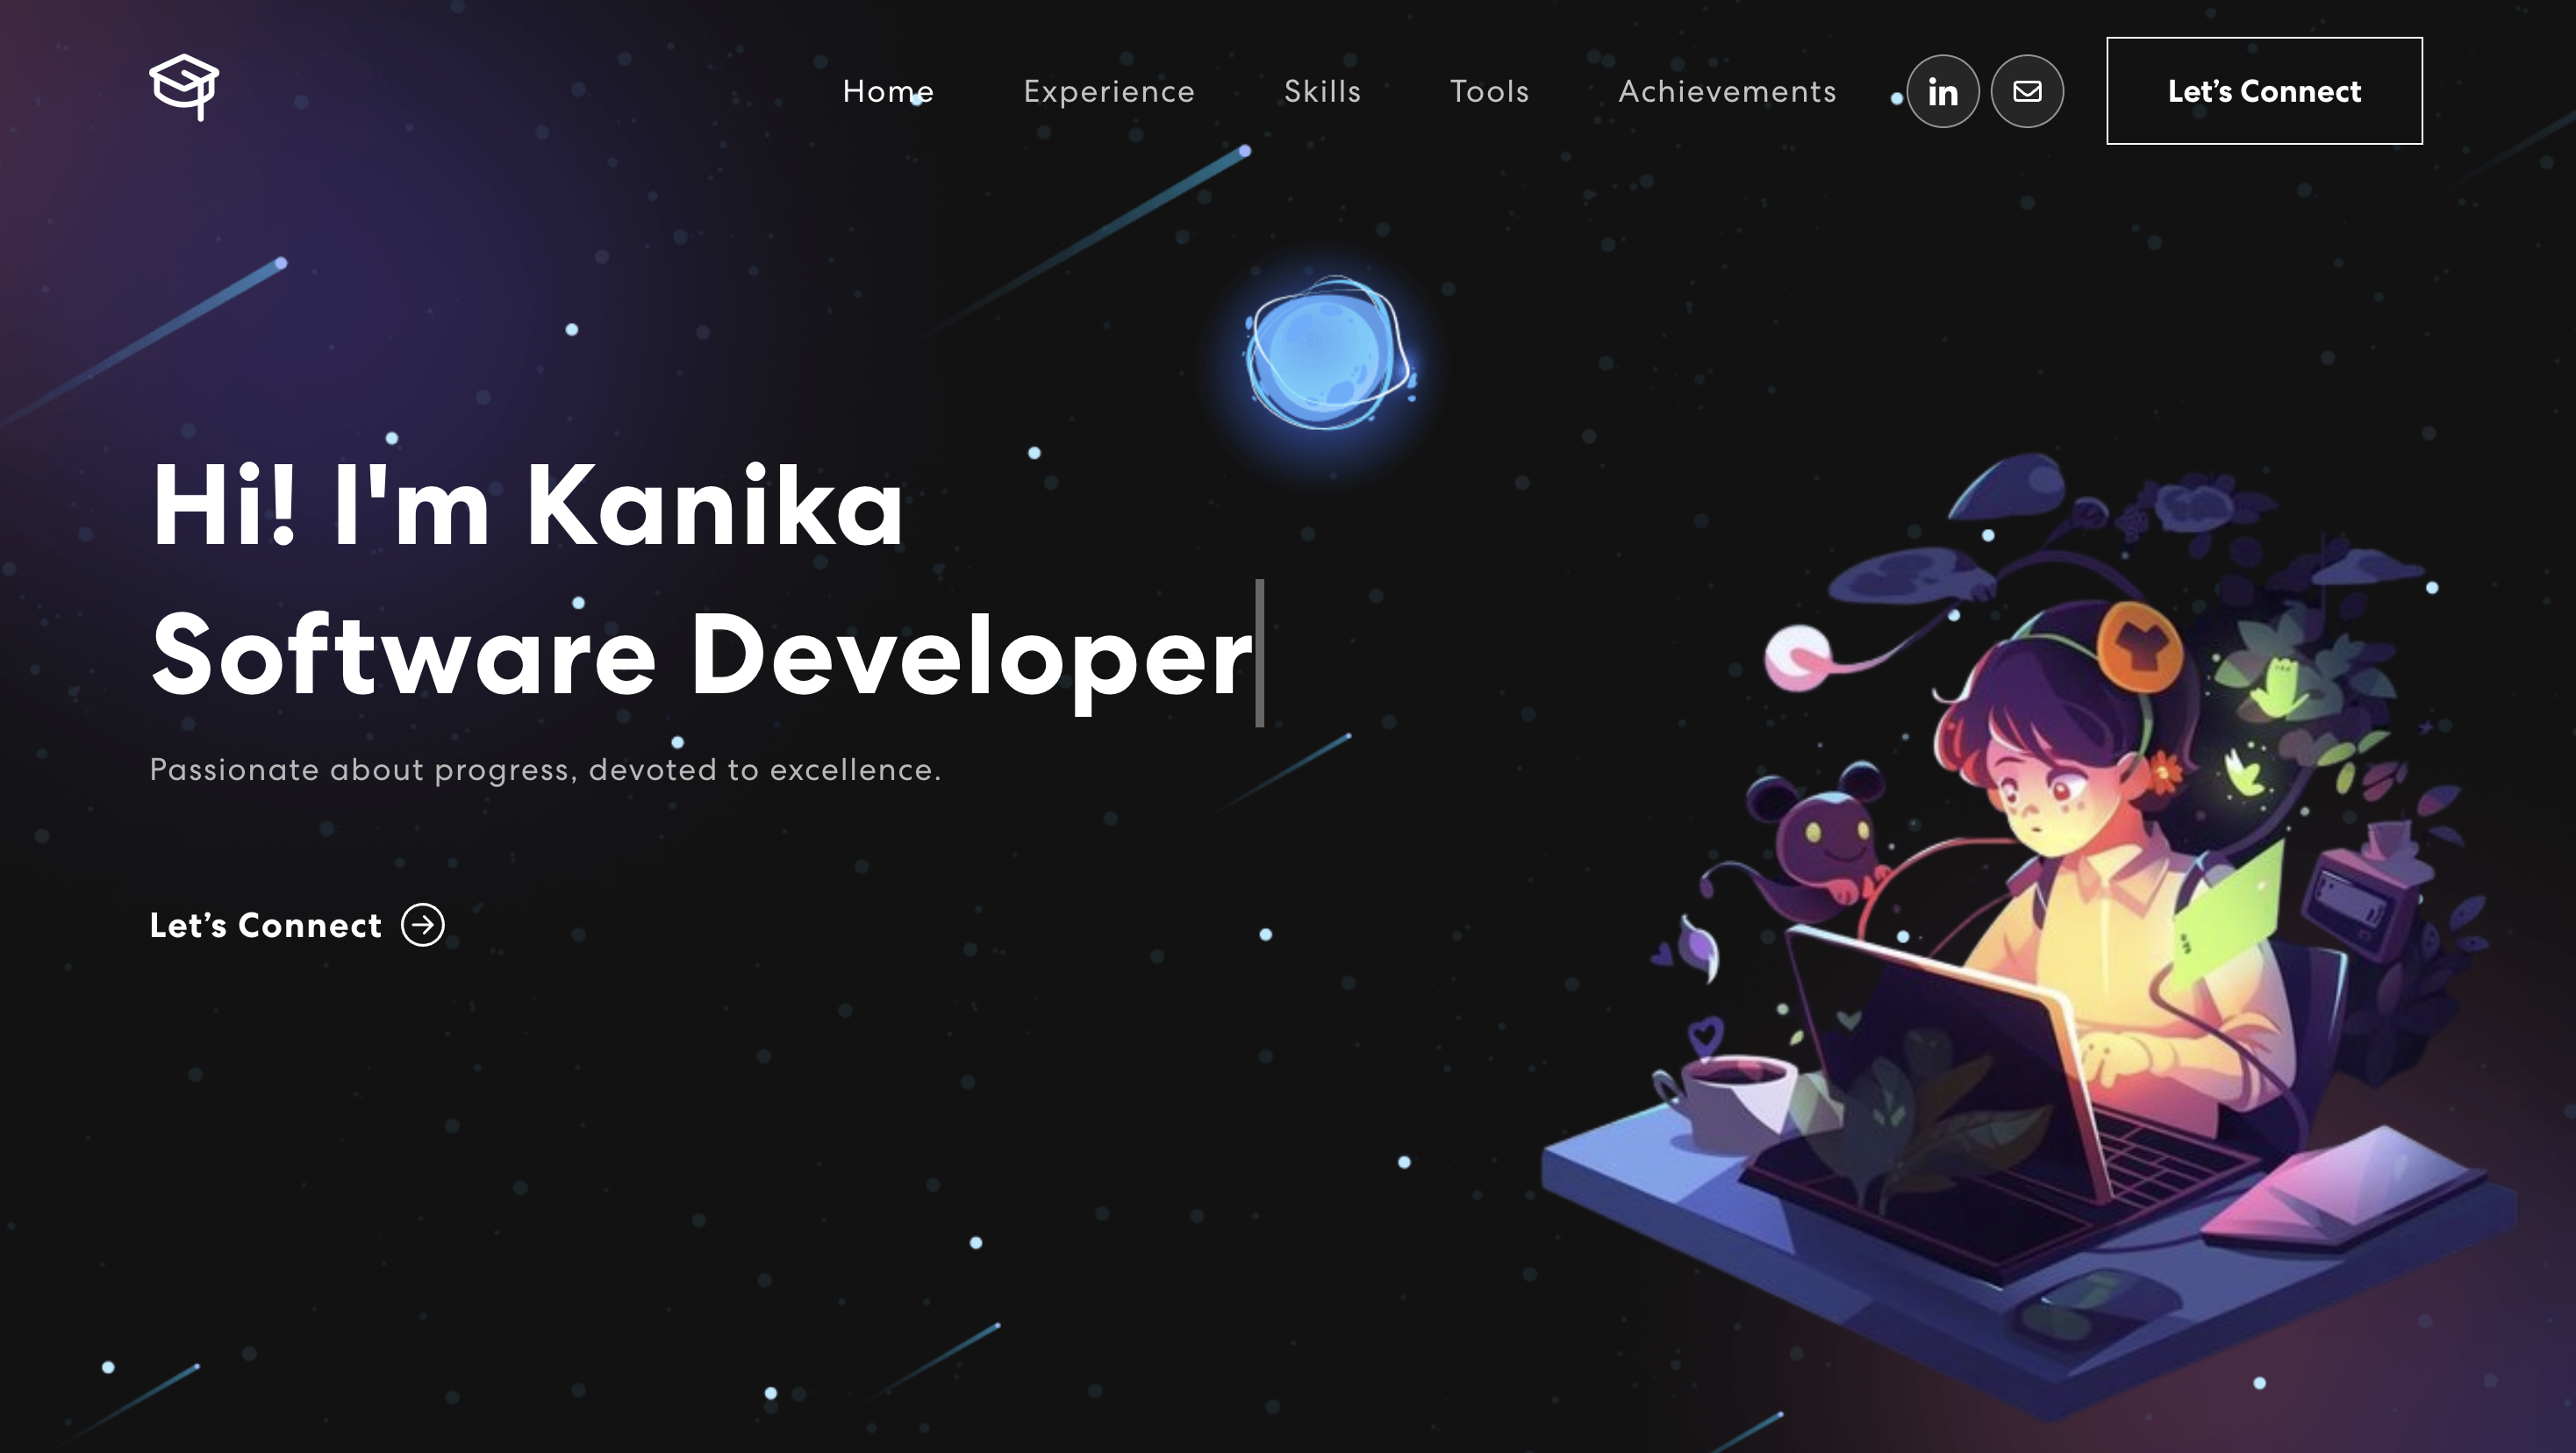 Home Experience Skills Tools Achievements in Let’s Connect
Hi! I'm Kanika
Software Developer
Passionate about progress, devoted to excellence.
Let’s Connect